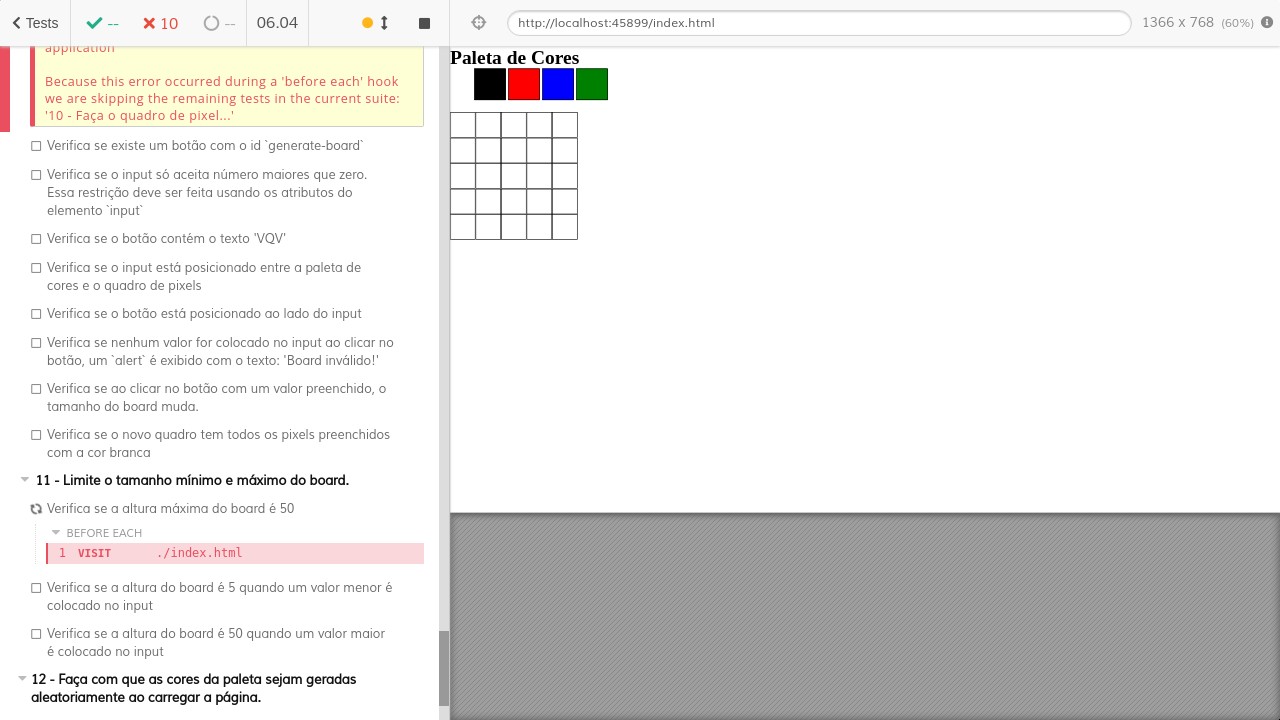 Tests
--
10
--
06.04
http://localhost:45899/index.html
1366 x 768 (60%)
application
Because this error occurred during a 'before each' hook
we are skipping the remaining tests in the current suite:
'10 - Faça o quadro de pixel...'
Verifica se existe um botão com o id `generate-board`
Verifica se o input só aceita número maiores que zero.
Essa restrição deve ser feita usando os atributos do
elemento `input`
Verifica se o botão contém o texto 'VQV'
Verifica se o input está posicionado entre a paleta de
cores e o quadro de pixels
Verifica se o botão está posicionado ao lado do input
Verifica se nenhum valor for colocado no input ao clicar no
botão, um `alert` é exibido com o texto: 'Board inválido!'
Verifica se ao clicar no botão com um valor preenchido, o
tamanho do board muda.
Verifica se o novo quadro tem todos os pixels preenchidos
com a cor branca
11 - Limite o tamanho mínimo e máximo do board.
Verifica se a altura máxima do board é 50
BEFORE EACH
1 VISIT ./index.html
Verifica se a altura do board é 5 quando um valor menor é
colocado no input
Verifica se a altura do board é 50 quando um valor maior
é colocado no input
12 - Faça com que as cores da paleta sejam geradas
aleatoriamente ao carregar a página.
Paleta de Cores